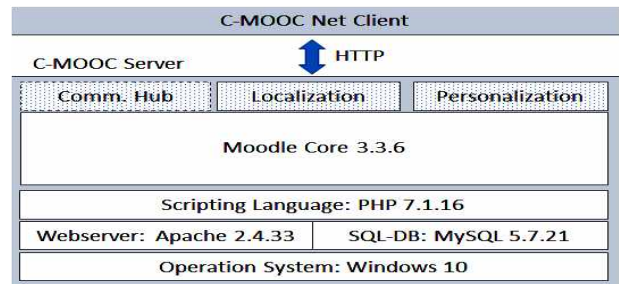 C-MOOC Net Client
C-MOOC Server
HTTP
Comm. Hub
Localization
Personalization
Moodle Core 3.3.6
Scripting Language: PHP 7.1.16
Webserver: Apache 2.4.33
SQL-DB: MySQL 5.7.21
Operation System: Windows 10